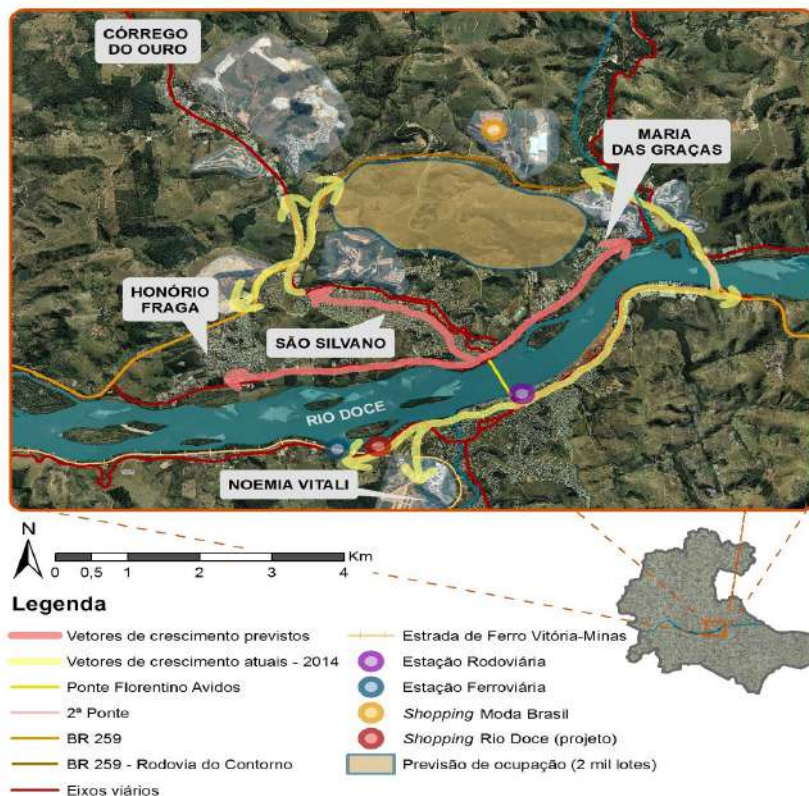 CÓRREGO
DO OURO
MARIA
DAS GRAÇAS
HONÓRIO
FRAGA
SÃO SILVANO
RIO DOCE
NOEMIA VITALI
N
Km
0 0,5 1 2 3 4
Legenda
Vetores de crescimento previstos
Vetores de crescimento atuais - 2014
Ponte Florentino Avidos
2ª Ponte
BR 259
BR 259 - Rodovia do Contorno
Eixos viários
Estrada de Ferro Vitória-Minas
Estação Rodoviária
Estação Ferroviária
Shopping Moda Brasil
Shopping Rio Doce (projeto)
Previsão de ocupação (2 mil lotes)